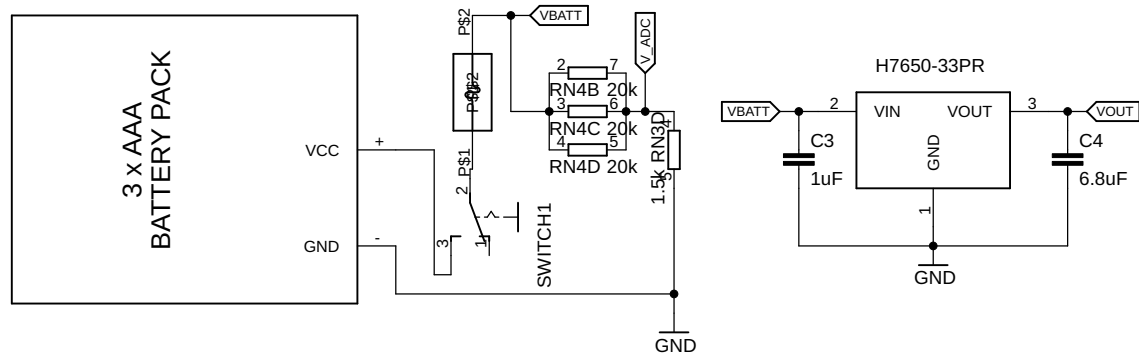 3 x AAA
BATTERY PACK
VCC
+
GND
-
P$2
P$1
2
3
1
SWITCH1
VBATT
V_ADC
2
7
RN4B 20k
3
6
RN4C 20k
4
5
RN4D 20k
RN3D
1.5k
4
5
GND
H7650-33PR
VBATT
2
VIN
VOUT
3
VOUT
GND
1
C3
1uF
C4
6.8uF
GND